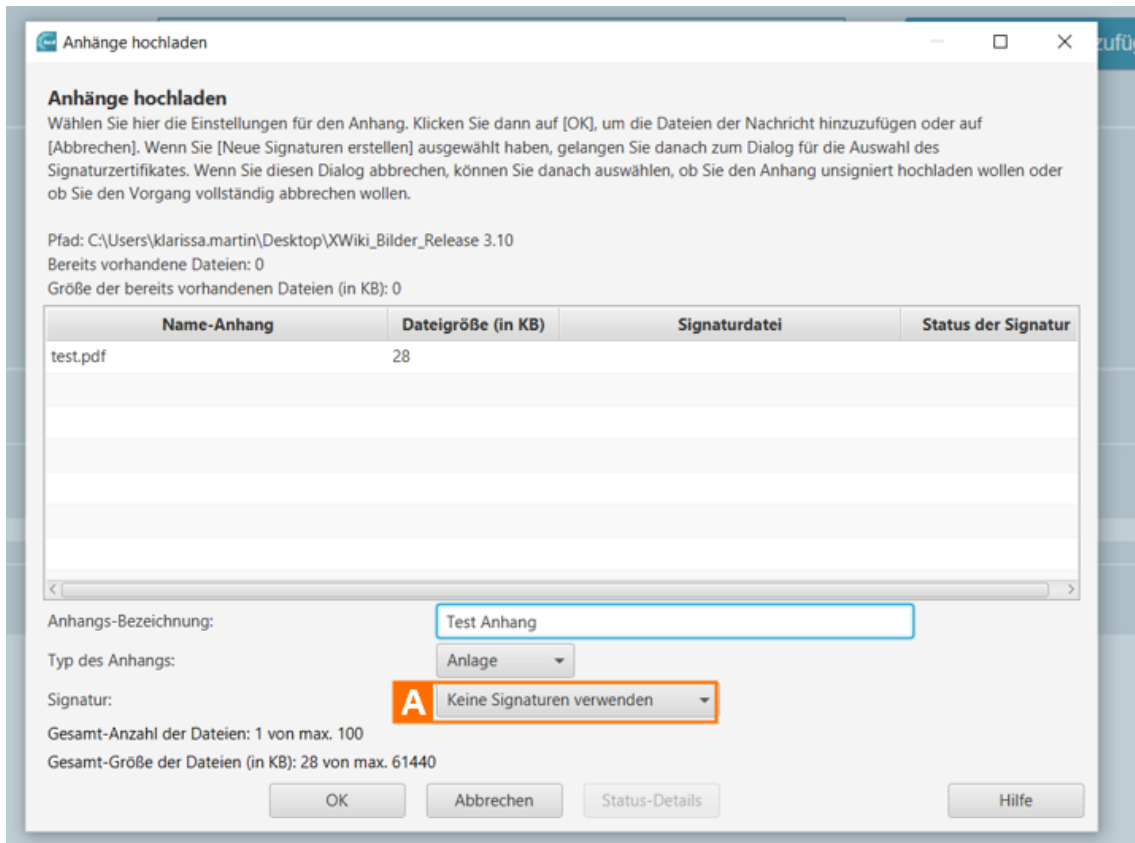 Anhänge hochladen
Anhänge hochladen
Wählen Sie hier die Einstellungen für den Anhang. Klicken Sie dann auf [OK], um die Dateien der Nachricht hinzuzufügen oder auf
[Abbrechen]. Wenn Sie [Neue Signaturen erstellen] ausgewählt haben, gelangen Sie danach zum Dialog für die Auswahl des
Signaturzertifikates. Wenn Sie diesen Dialog abbrechen, können Sie danach auswählen, ob Sie den Anhang unsigniert hochladen wollen oder
ob Sie den Vorgang vollständig abbrechen wollen.
Pfad: C:\Users\klarissa.martin\Desktop\XWiki_Bilder_Release 3.10
Bereits vorhandene Dateien: 0
Größe der bereits vorhandenen Dateien (in KB): 0
Name-Anhang Dateigröße (in KB) Signaturdatei Status der Signatur
test.pdf 28
Anhangs-Bezeichnung: Test Anhang
Typ des Anhangs: Anlage
Signatur: A Keine Signaturen verwenden
Gesamt-Anzahl der Dateien: 1 von max. 100
Gesamt-Größe der Dateien (in KB): 28 von max. 61440
OK Abbrechen Status-Details Hilfe